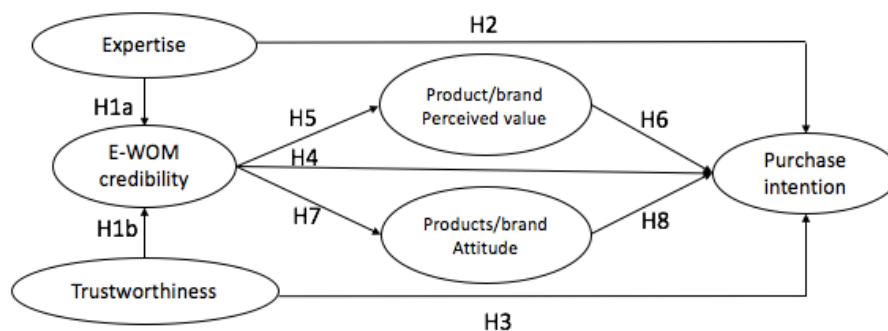 H2
Expertise
H1a
Product/brand
Perceived value
H5
H6
E-WOM
credibility
H4
Purchase
intention
H7
Products/brand
Attitude
H8
H1b
Trustworthiness
H3